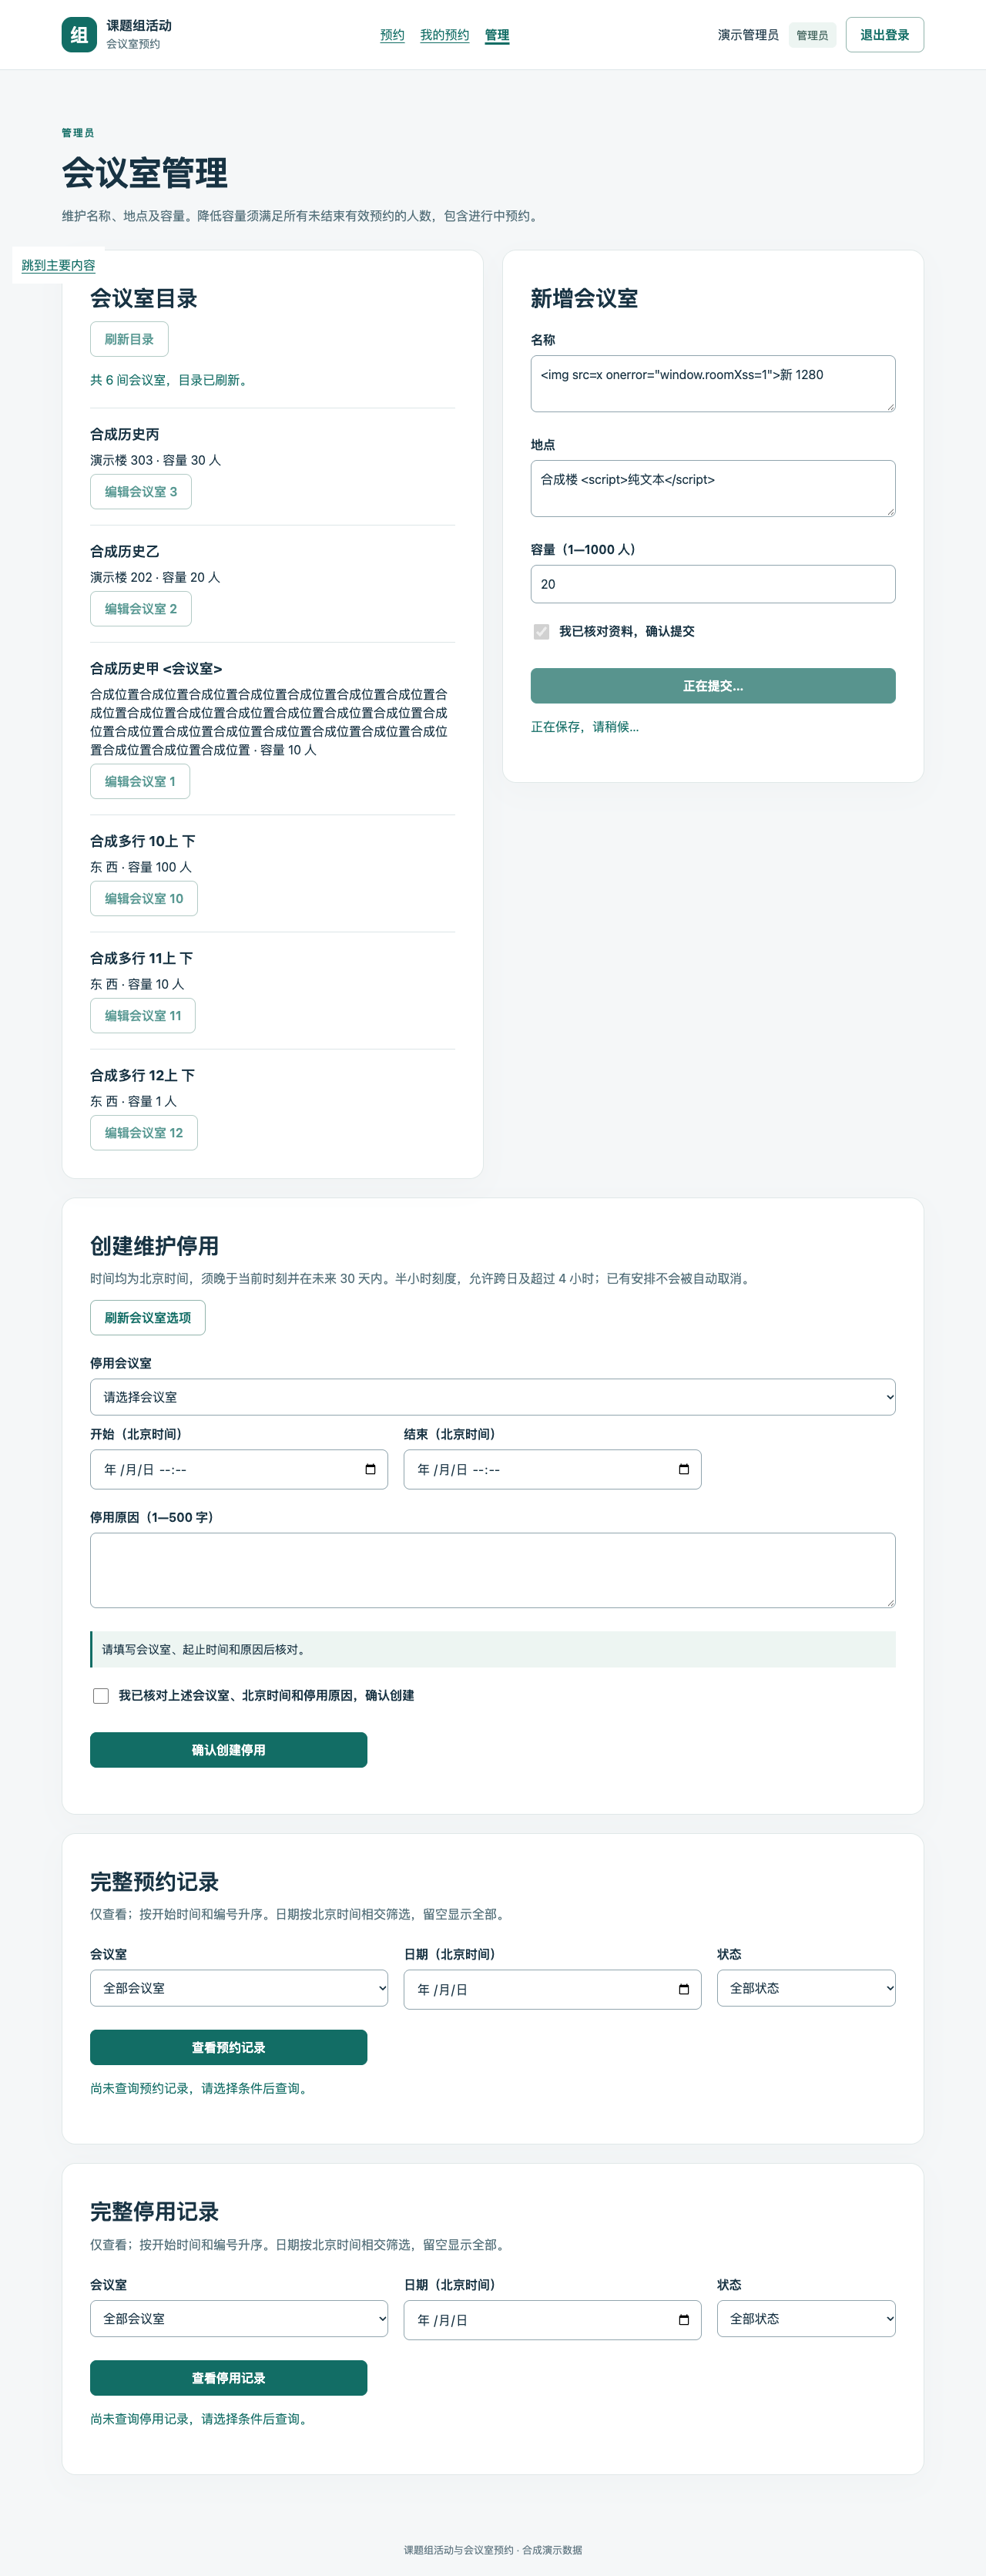 组
课题组活动
会议室预约
预约 我的预约 管理
演示管理员 管理员 退出登录
管理员
会议室管理
维护名称、地点及容量。降低容量须满足所有未结束有效预约的人数，包含进行中预约。
跳到主要内容
会议室目录
刷新目录
共 6 间会议室，目录已刷新。
合成历史丙
演示楼 303 · 容量 30 人
编辑会议室 3
合成历史乙
演示楼 202 · 容量 20 人
编辑会议室 2
合成历史甲 <会议室>
合成位置合成位置合成位置合成位置合成位置合成位置合成位置合
成位置合成位置合成位置合成位置合成位置合成位置合成位置合成
位置合成位置合成位置合成位置合成位置合成位置合成位置合成位
置合成位置合成位置合成位置 · 容量 10 人
编辑会议室 1
合成多行 10上 下
东 西 · 容量 100 人
编辑会议室 10
合成多行 11上 下
东 西 · 容量 10 人
编辑会议室 11
合成多行 12上 下
东 西 · 容量 1 人
编辑会议室 12
新增会议室
名称
<img src=x onerror="window.roomXss=1">新 1280
地点
合成楼 <script>纯文本</script>
容量（1—1000 人）
20
我已核对资料，确认提交
正在提交…
正在保存，请稍候…
创建维护停用
时间均为北京时间，须晚于当前时刻并在未来 30 天内。半小时刻度，允许跨日及超过 4 小时；已有安排不会被自动取消。
刷新会议室选项
停用会议室
请选择会议室
开始（北京时间） 结束（北京时间）
年 /月/日 --:-- 年 /月/日 --:--
停用原因（1—500 字）
请填写会议室、起止时间和原因后核对。
我已核对上述会议室、北京时间和停用原因，确认创建
确认创建停用
完整预约记录
仅查看；按开始时间和编号升序。日期按北京时间相交筛选，留空显示全部。
会议室 日期（北京时间） 状态
全部会议室 年 /月/日 全部状态
查看预约记录
尚未查询预约记录，请选择条件后查询。
完整停用记录
仅查看；按开始时间和编号升序。日期按北京时间相交筛选，留空显示全部。
会议室 日期（北京时间） 状态
全部会议室 年 /月/日 全部状态
查看停用记录
尚未查询停用记录，请选择条件后查询。
课题组活动与会议室预约 · 合成演示数据